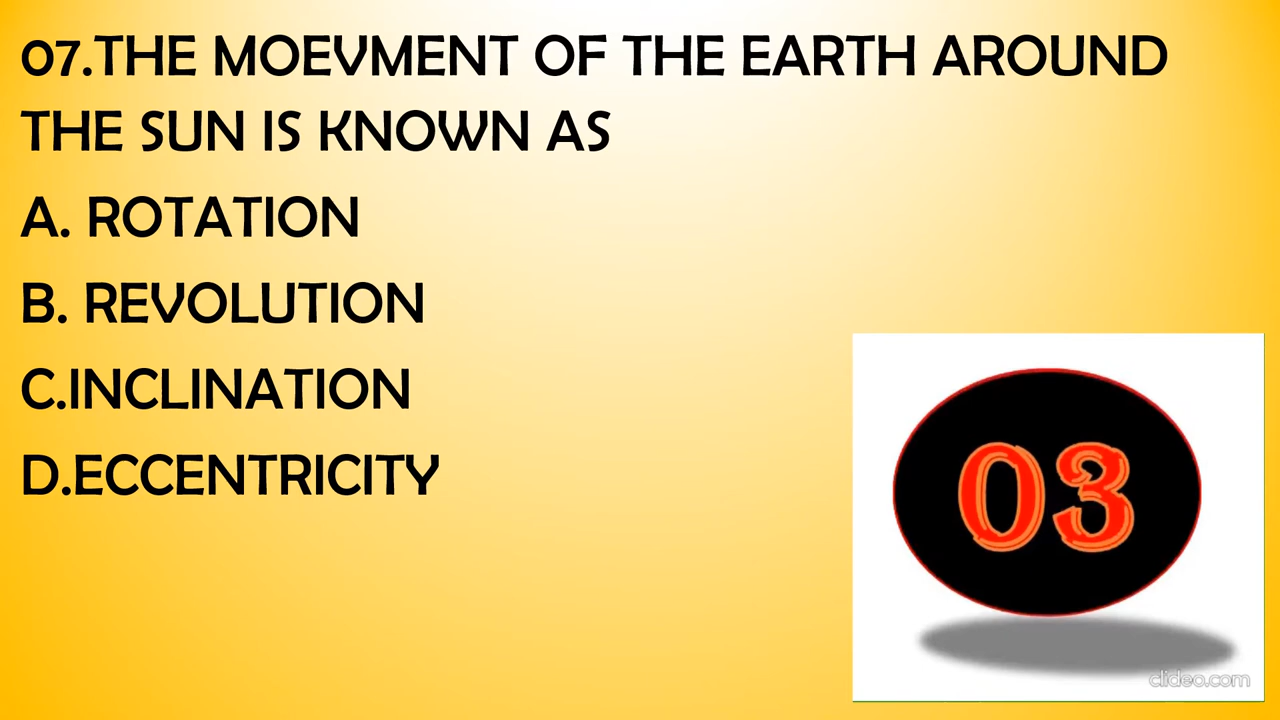 07.THE MOEVMENT OF THE EARTH AROUND
THE SUN IS KNOWN AS
A. ROTATION
B. REVOLUTION
C.INCLINATION
D.ECCENTRICITY
03
clideo.com